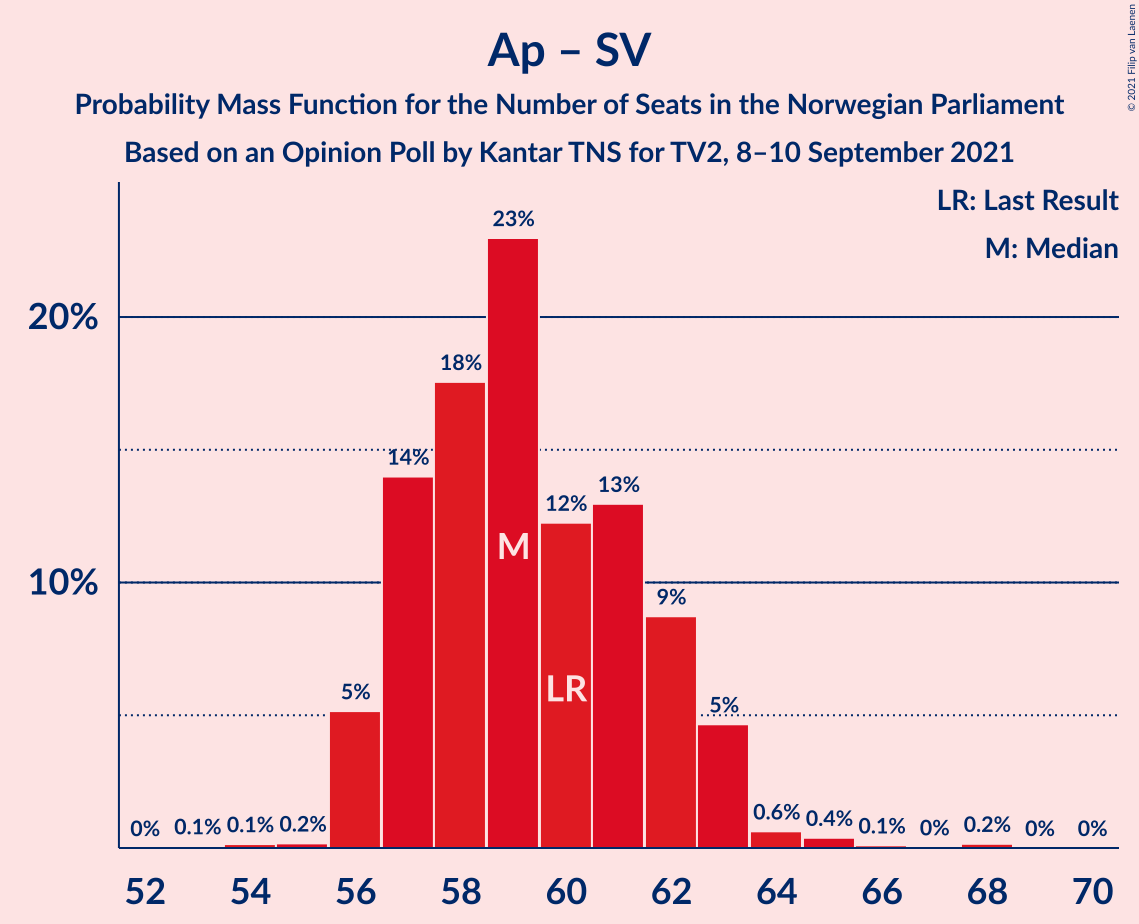 © 2021 Filip van Laenen
Ap – SV
Probability Mass Function for the Number of Seats in the Norwegian Parliament
Based on an Opinion Poll by Kantar TNS for TV2, 8–10 September 2021
LR: Last Result
M: Median
20%
10%
0%
0.1%
0.1%
0.2%
5%
14%
18%
23%
12%
13%
9%
5%
0.6%
0.4%
0.1%
0%
0.2%
0%
0%
M
LR
52 54 56 58 60 62 64 66 68 70